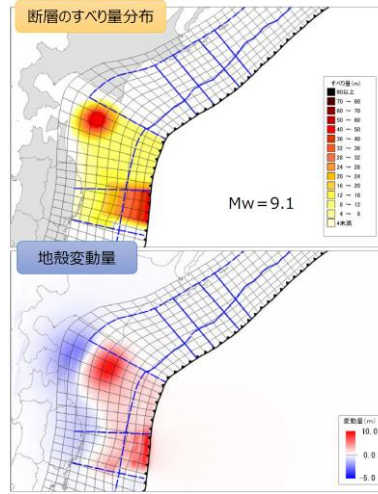 断層のすべり量分布
すべり量(m)
80以上
70 ～ 80
60 ～ 70
50 ～ 60
40 ～ 50
36 ～ 40
32 ～ 36
28 ～ 32
24 ～ 28
20 ～ 24
16 ～ 20
12 ～ 16
8 ～ 12
4 ～ 8
4未満
Mw＝9.1
地殻変動量
変動量(m)
10.0
0.0
-5.0